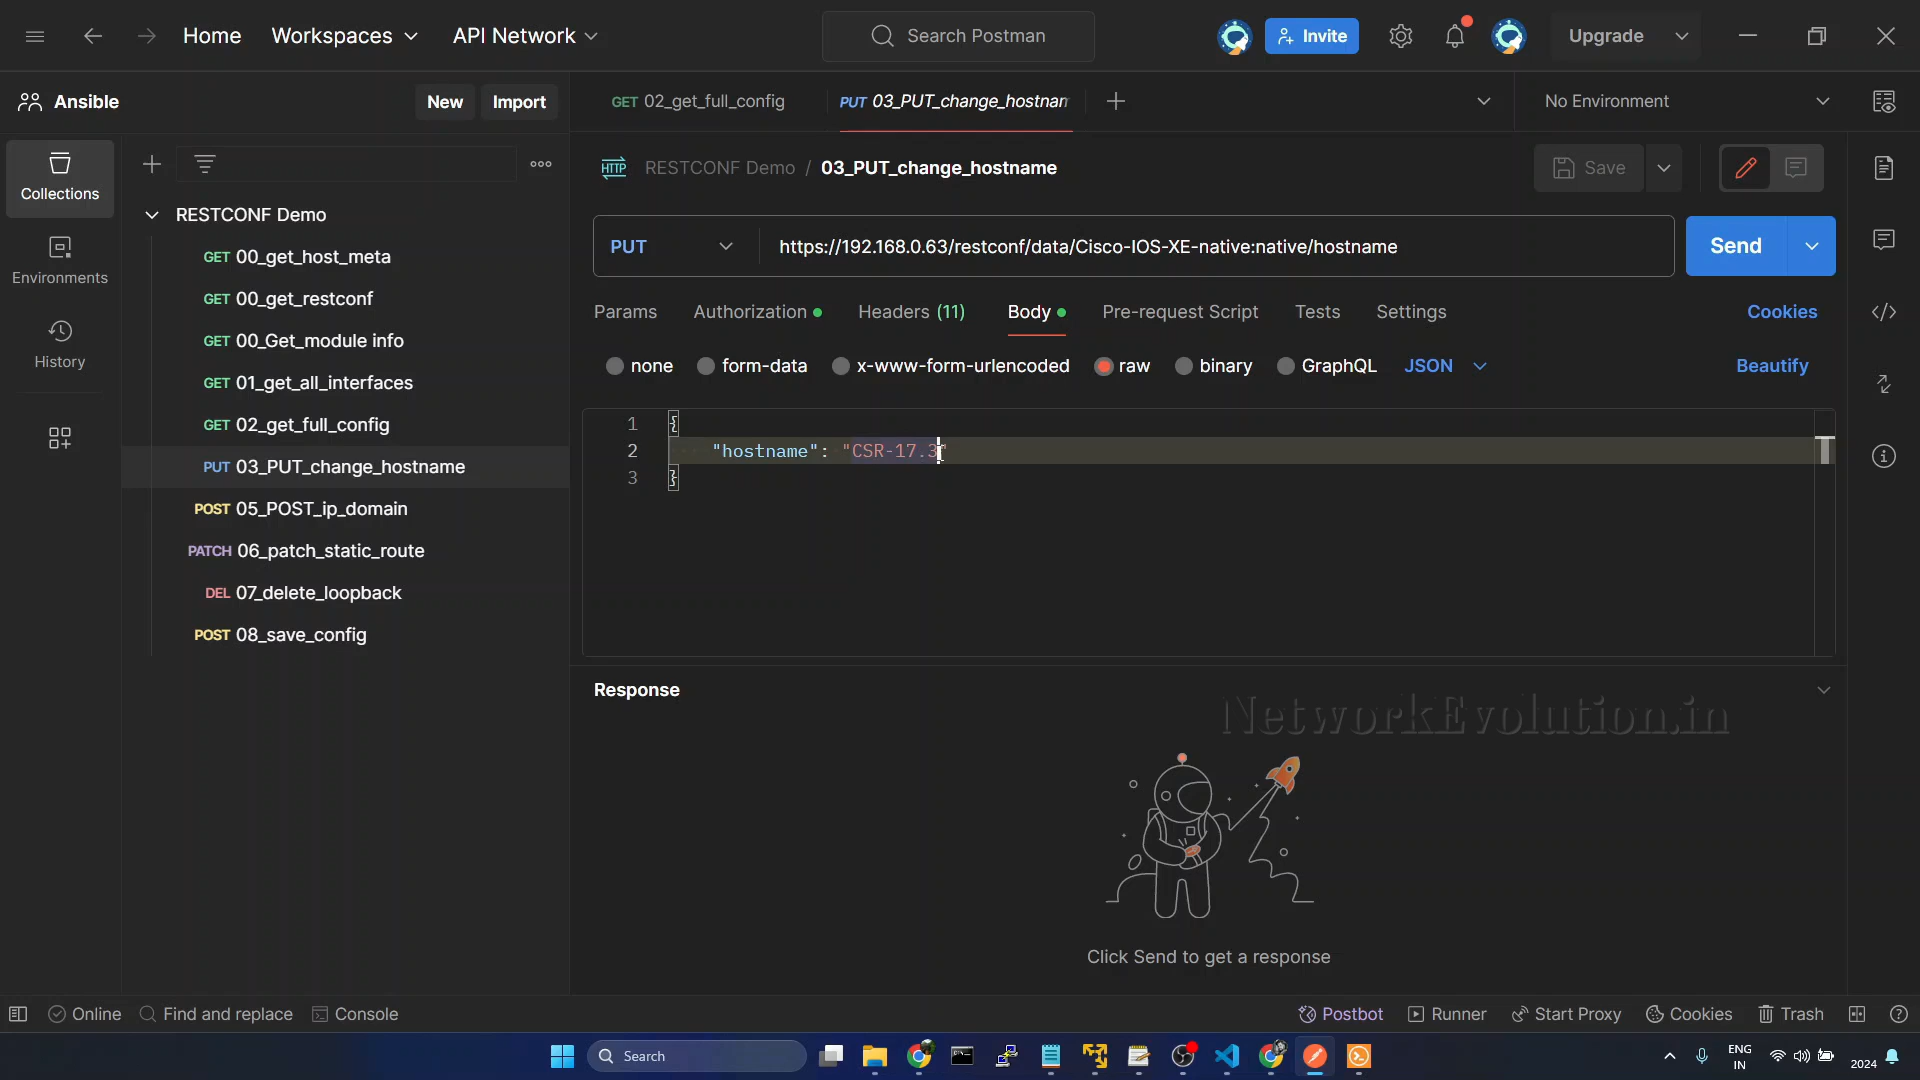 Home Workspaces API Network Search Postman Invite Upgrade
Ansible New Import
GET 02_get_full_config PUT 03_PUT_change_hostnam No Environment
Collections
Environments
History
RESTCONF Demo
GET 00_get_host_meta
GET 00_get_restconf
GET 00_Get_module info
GET 01_get_all_interfaces
GET 02_get_full_config
PUT 03_PUT_change_hostname
POST 05_POST_ip_domain
PATCH 06_patch_static_route
DEL 07_delete_loopback
POST 08_save_config
HTTP RESTCONF Demo / 03_PUT_change_hostname Save
PUT https://192.168.0.63/restconf/data/Cisco-IOS-XE-native:native/hostname Send
Params Authorization Headers (11) Body Pre-request Script Tests Settings Cookies
none form-data x-www-form-urlencoded raw binary GraphQL JSON Beautify
1 {
2 "hostname": "CSR-17.3"
3 }
Response
NetworkEvolution.in
Click Send to get a response
Online Find and replace Console Postbot Runner Start Proxy Cookies Trash
Search ENG IN 2024